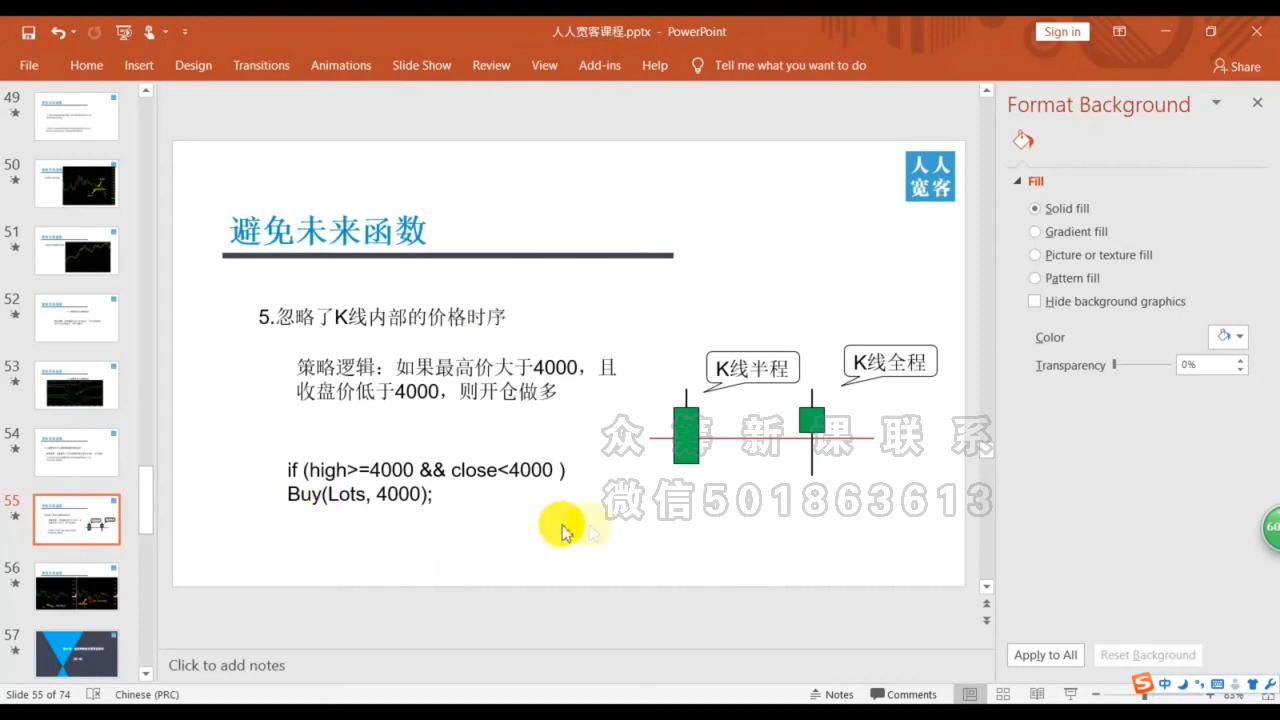 人人宽客课程.pptx - PowerPoint
Sign in
File Home Insert Design Transitions Animations Slide Show Review View Add-ins Help Tell me what you want to do
Share
49
50
51
52
53
54
55
56
57
人人
宽客
避免未来函数
5.忽略了K线内部的价格时序
策略逻辑：如果最高价大于4000，且
收盘价低于4000，则开仓做多
K线半程
K线全程
if (high>=4000 && close<4000 )
Buy(Lots, 4000);
众筹新课联系
微信501863613
Format Background
Fill
Solid fill
Gradient fill
Picture or texture fill
Pattern fill
Hide background graphics
Color
Transparency 0%
60
Apply to All Reset Background
Click to add notes
Slide 55 of 74 Chinese (PRC) Notes Comments 中 83%